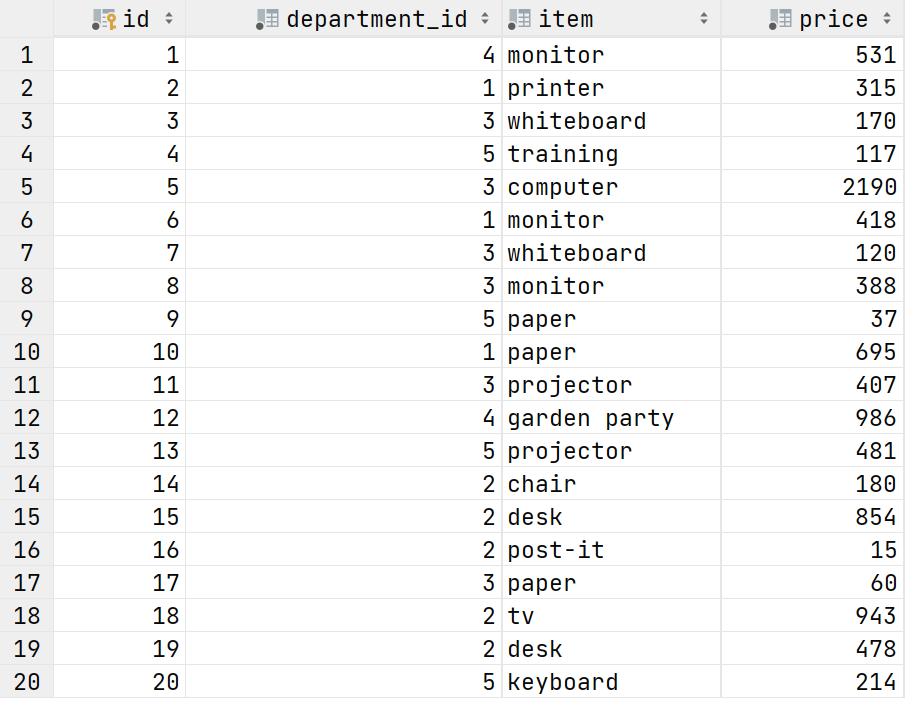 id department_id item price
1 1 4 monitor 531
2 2 1 printer 315
3 3 3 whiteboard 170
4 4 5 training 117
5 5 3 computer 2190
6 6 1 monitor 418
7 7 3 whiteboard 120
8 8 3 monitor 388
9 9 5 paper 37
10 10 1 paper 695
11 11 3 projector 407
12 12 4 garden party 986
13 13 5 projector 481
14 14 2 chair 180
15 15 2 desk 854
16 16 2 post-it 15
17 17 3 paper 60
18 18 2 tv 943
19 19 2 desk 478
20 20 5 keyboard 214